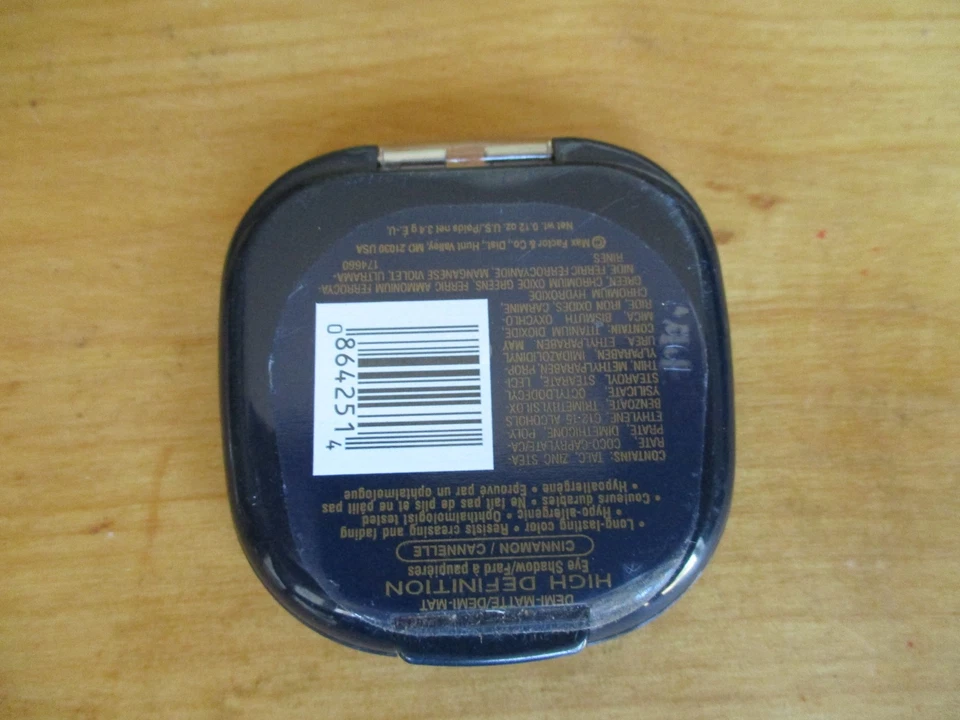 DEMI-MATTE/DEMI-MAT
HIGH DEFINITION
Eye Shadow/Fard à paupières
CINNAMON / CANNELLE
• Long-lasting color • Resists creasing and fading
• Hypo-allergenic • Ophthalmologist tested
• Couleurs durables • Ne fait pas de plis et ne pâlit pas
• Hypoallergène • Éprouvé par un ophtalmologue
CONTAINS: TALC, ZINC STEA-
RATE, COCO-CAPRYLATE/CA-
PRATE, DIMETHICONE, POLY-
ETHYLENE, C12-15 ALCOHOLS
BENZOATE, TRIMETHYLSILOX-
YSILICATE, OCTYLDODECYL
STEAROYL STEARATE, LECI-
THIN, METHYLPARABEN, PROP-
YLPARABEN, IMIDAZOLIDINYL
UREA, ETHYLPARABEN. MAY
CONTAIN: TITANIUM DIOXIDE,
MICA, BISMUTH OXYCHLO-
RIDE, IRON OXIDES, CARMINE,
CHROMIUM HYDROXIDE
GREEN, CHROMIUM OXIDE GREENS, FERRIC AMMONIUM FERROCYA-
NIDE, FERRIC FERROCYANIDE, MANGANESE VIOLET, ULTRAMA-
RINES
174660
Max Factor & Co., Dist., Hunt Valley, MD 21030 USA
Net wt. 0.12 oz. U.S./Poids net 3.4 g É.-U.
0 8642514